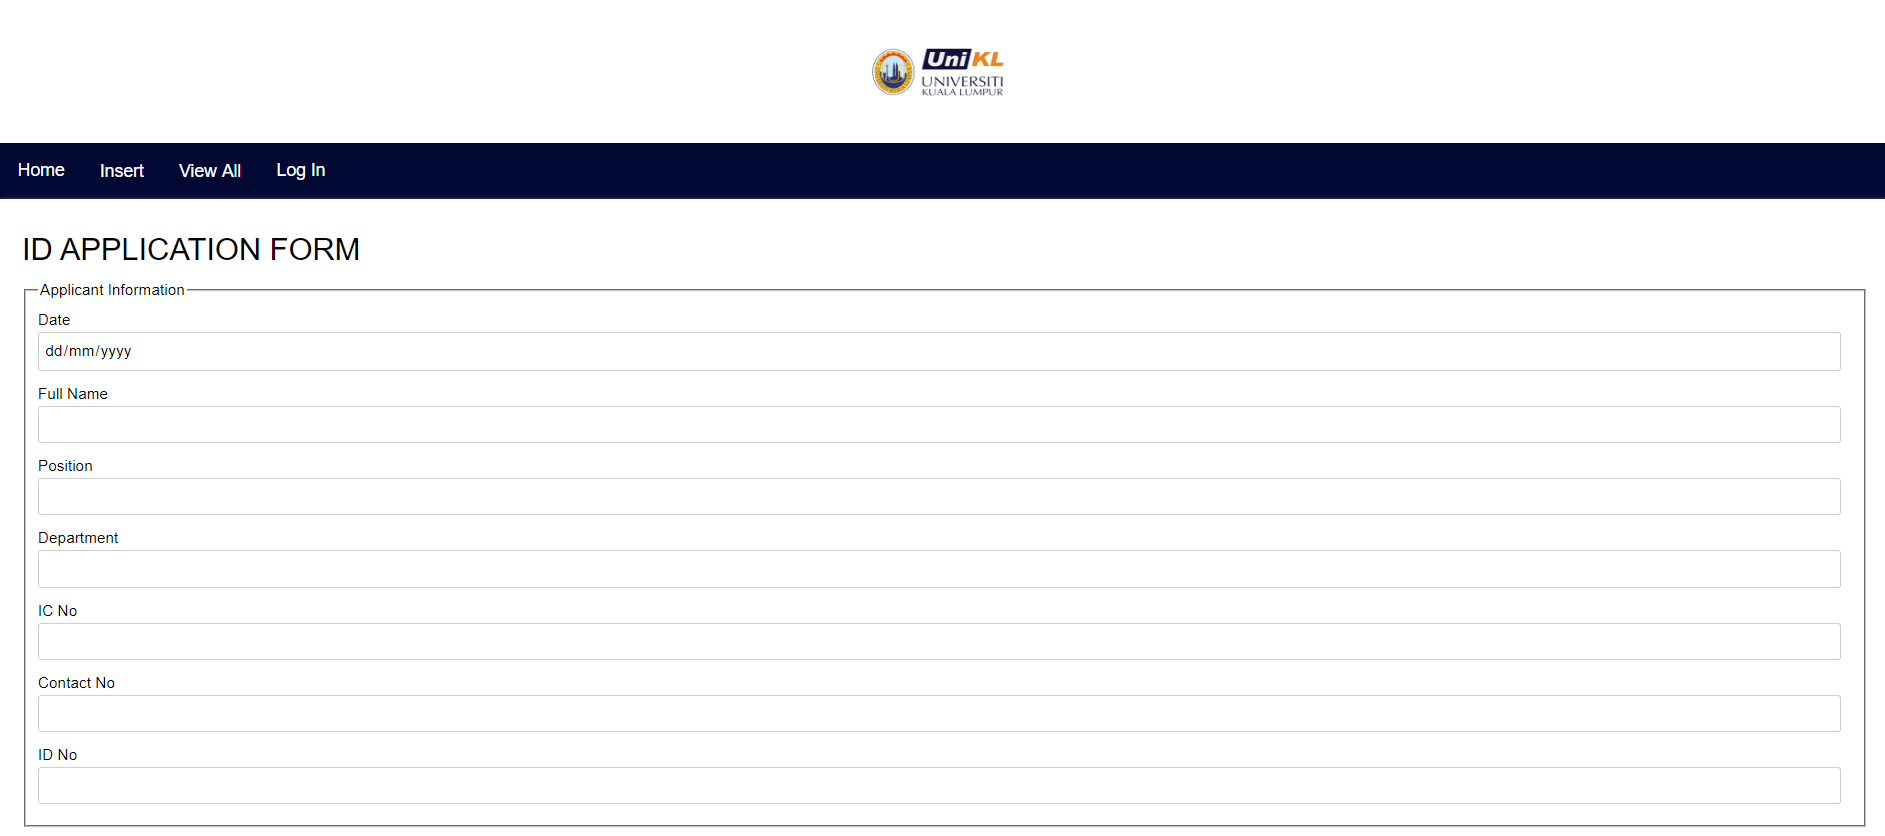 UniKL
UNIVERSITI
KUALA LUMPUR
Home Insert View All Log In
ID APPLICATION FORM
Applicant Information
Date
dd/mm/yyyy
Full Name
Position
Department
IC No
Contact No
ID No